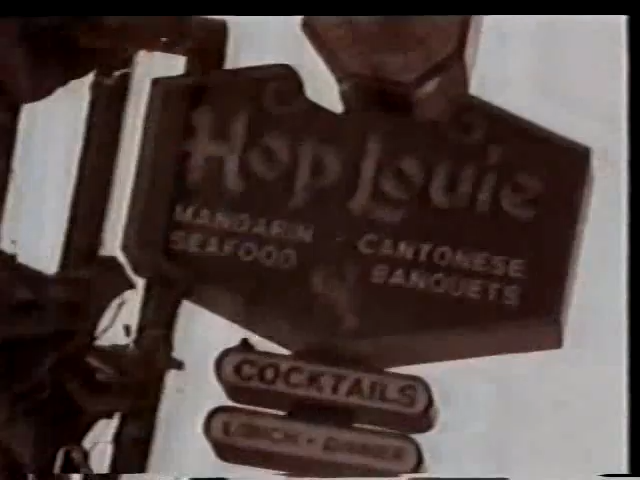 Hop Louie
MANDARIN CANTONESE
SEAFOOD BANQUETS
COCKTAILS
LUNCH • DINNER